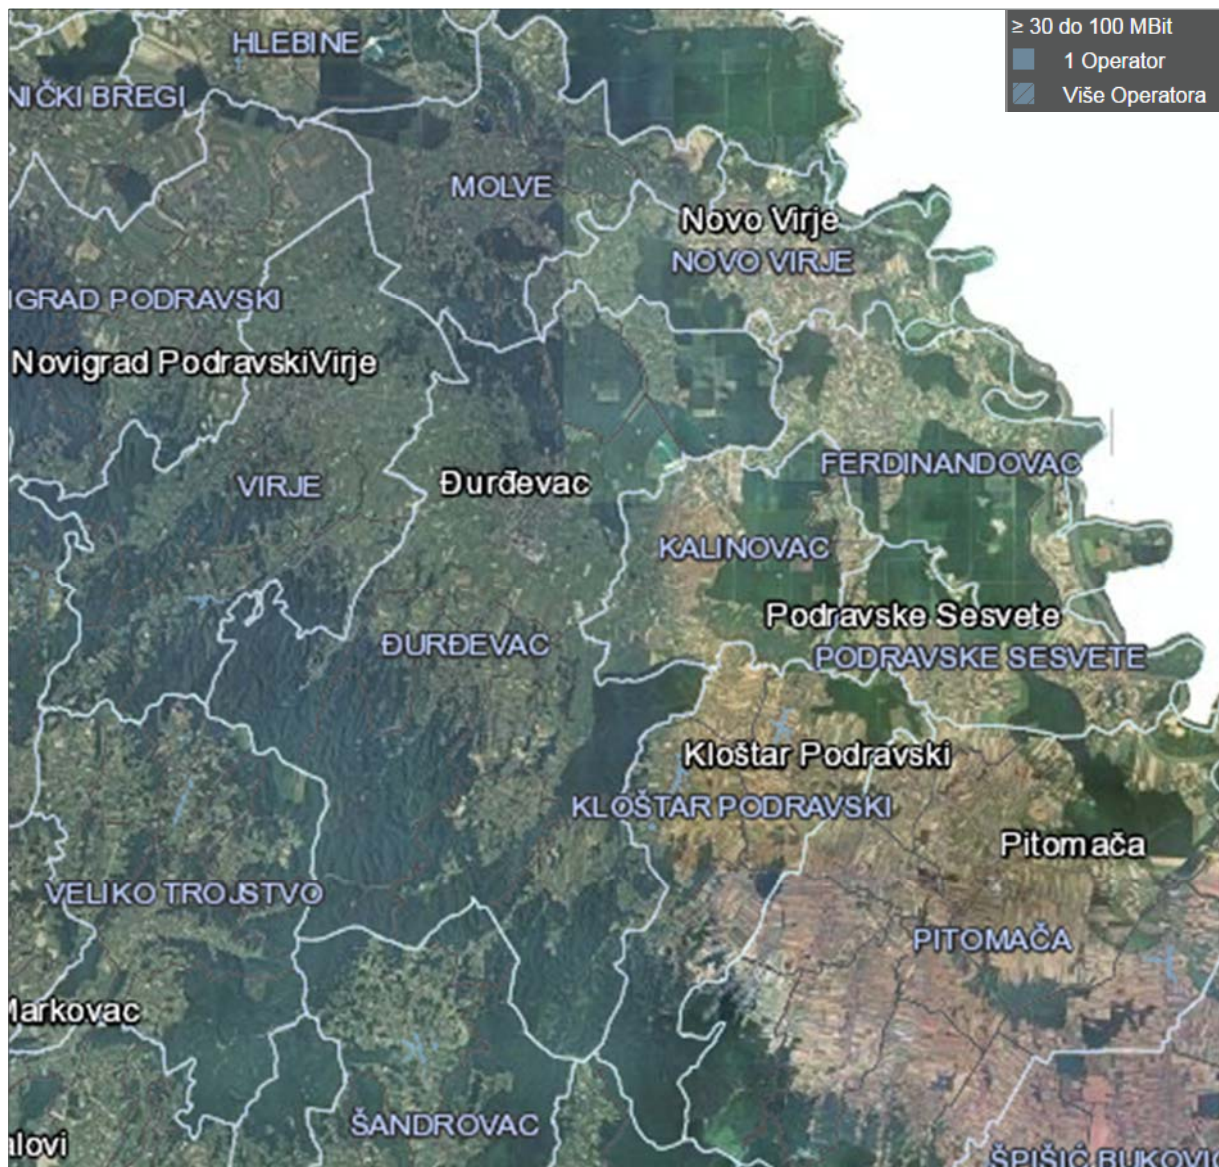 ≥ 30 do 100 MBit
1 Operator
Više Operatora
HLEBINE
NIČKI BREGI
MOLVE
Novo Virje
NOVO VIRJE
IGRAD PODRAVSKI
Novigrad PodravskiVirje
FERDINANDOVAC
VIRJE
Đurđevac
KALINOVAC
Podravske Sesvete
ĐURĐEVAC
PODRAVSKE SESVETE
Kloštar Podravski
KLOŠTAR PODRAVSKI
Pitomača
VELIKO TROJSTVO
PITOMAČA
Markovac
ŠANDROVAC
alovi
ŠPIŠIĆ BUKOVIC